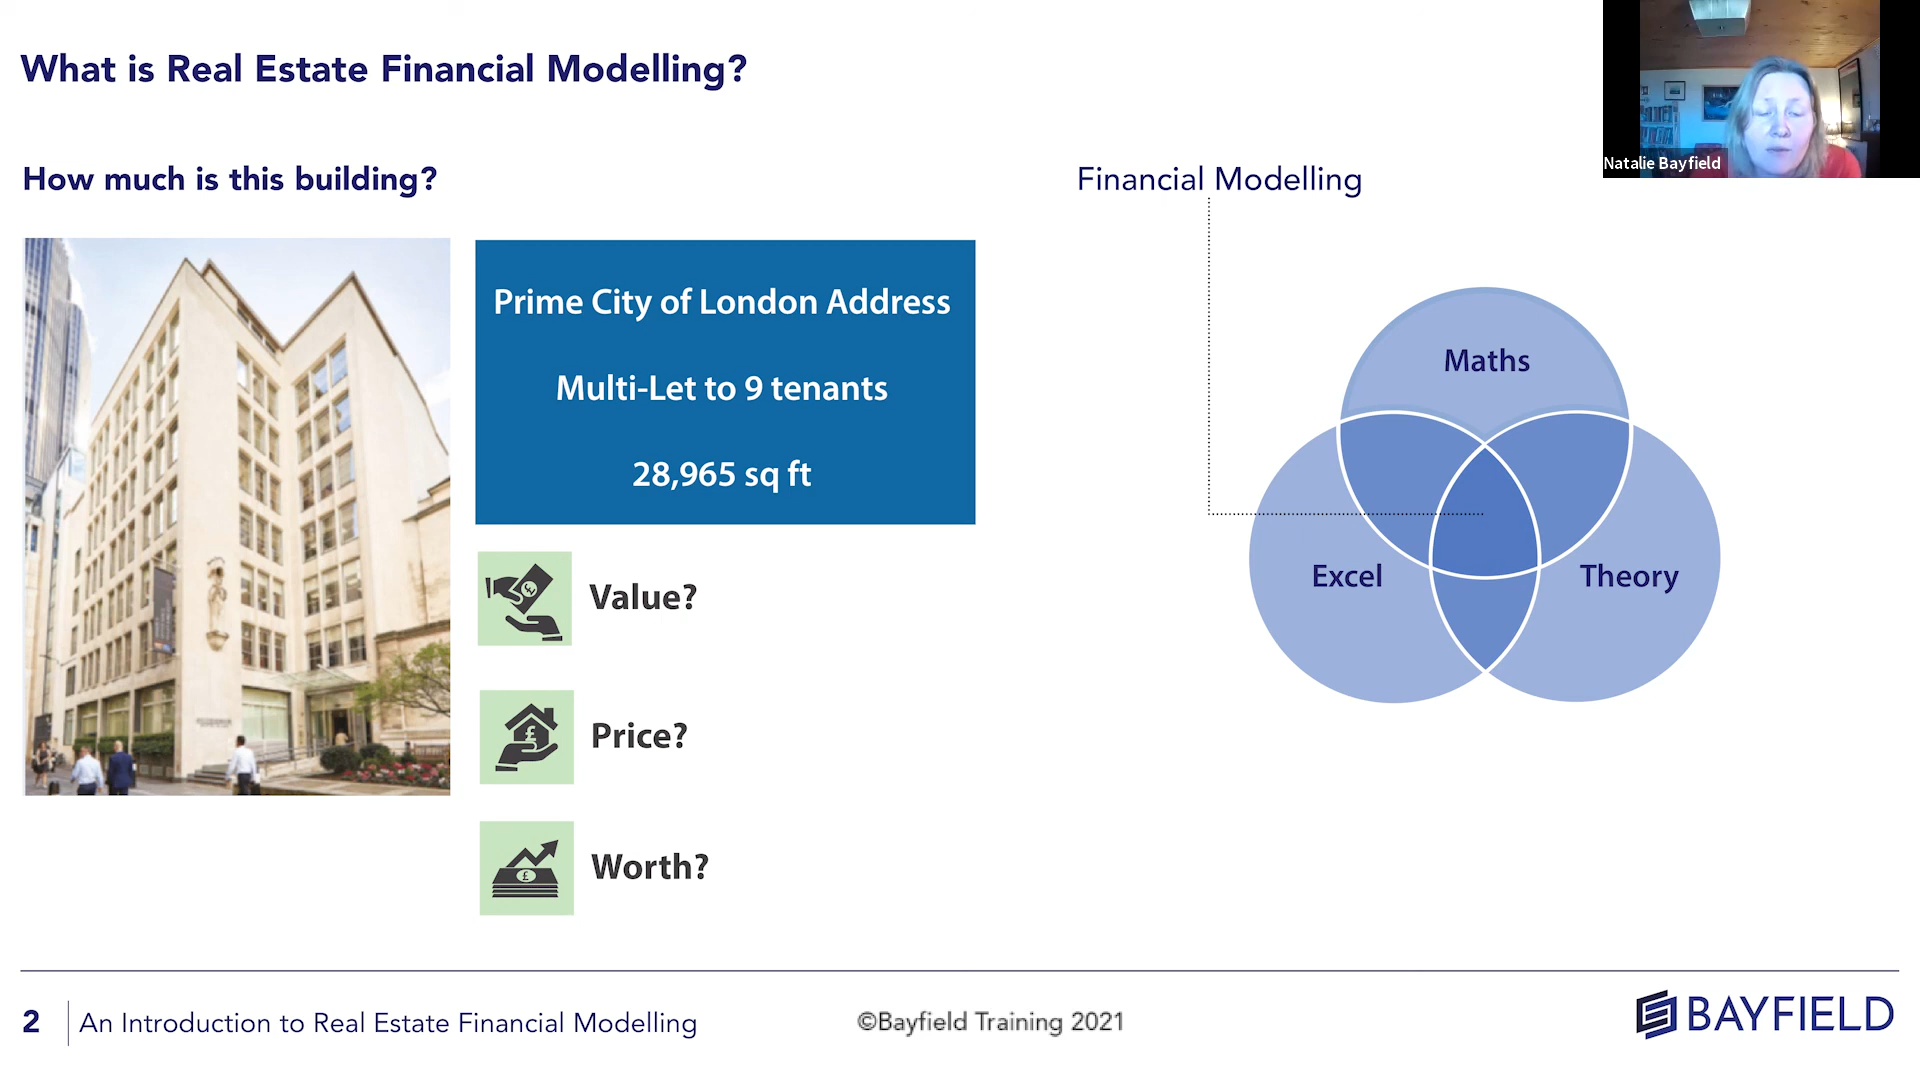 What is Real Estate Financial Modelling?
Natalie Bayfield
How much is this building?
Financial Modelling
Prime City of London Address
Multi-Let to 9 tenants
28,965 sq ft
Maths
Excel
Theory
Value?
Price?
Worth?
2
An Introduction to Real Estate Financial Modelling
©Bayfield Training 2021
BAYFIELD